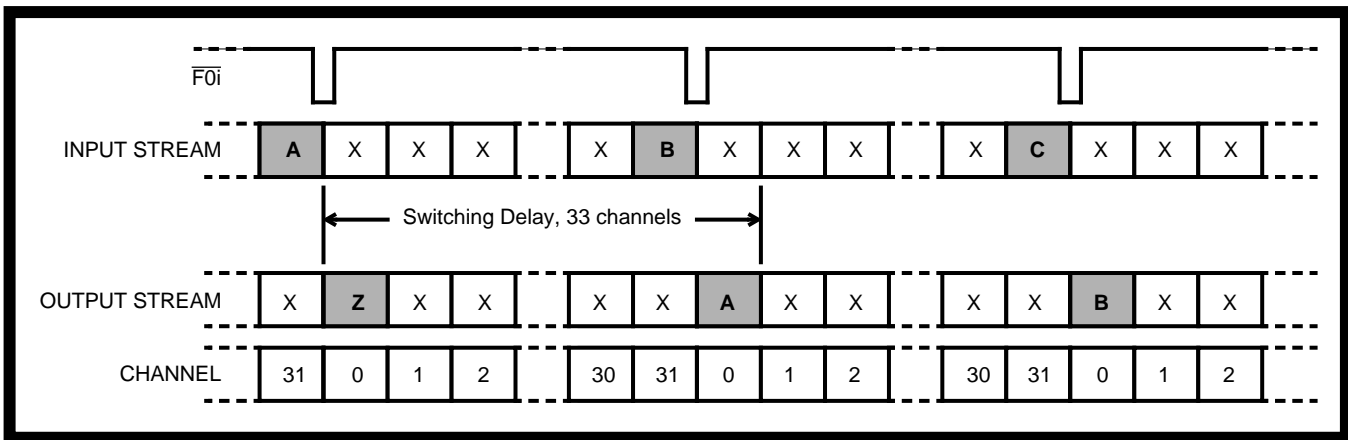 F0i
INPUT STREAM A X X X X B X X X X C X X X
Switching Delay, 33 channels
OUTPUT STREAM X Z X X X X A X X X X B X X
CHANNEL 31 0 1 2 30 31 0 1 2 30 31 0 1 2